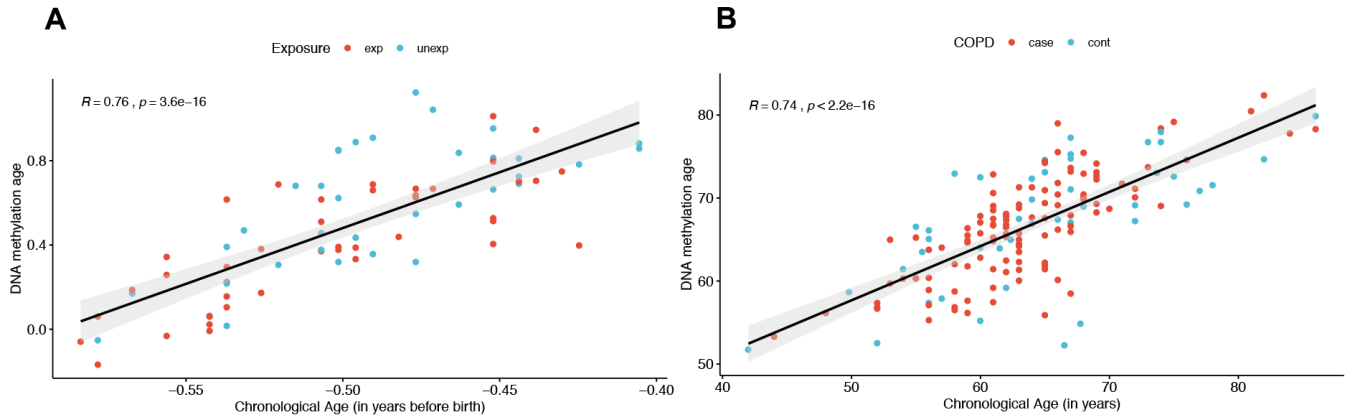 A
Exposure exp unexp
R = 0.76 , p = 3.6e−16
DNA methylation age
0.8
0.4
0.0
−0.55 −0.50 −0.45 −0.40
Chronological Age (in years before birth)
B
COPD case cont
R = 0.74 , p < 2.2e−16
DNA methylation age
80
70
60
50
40 50 60 70 80
Chronological Age (in years)